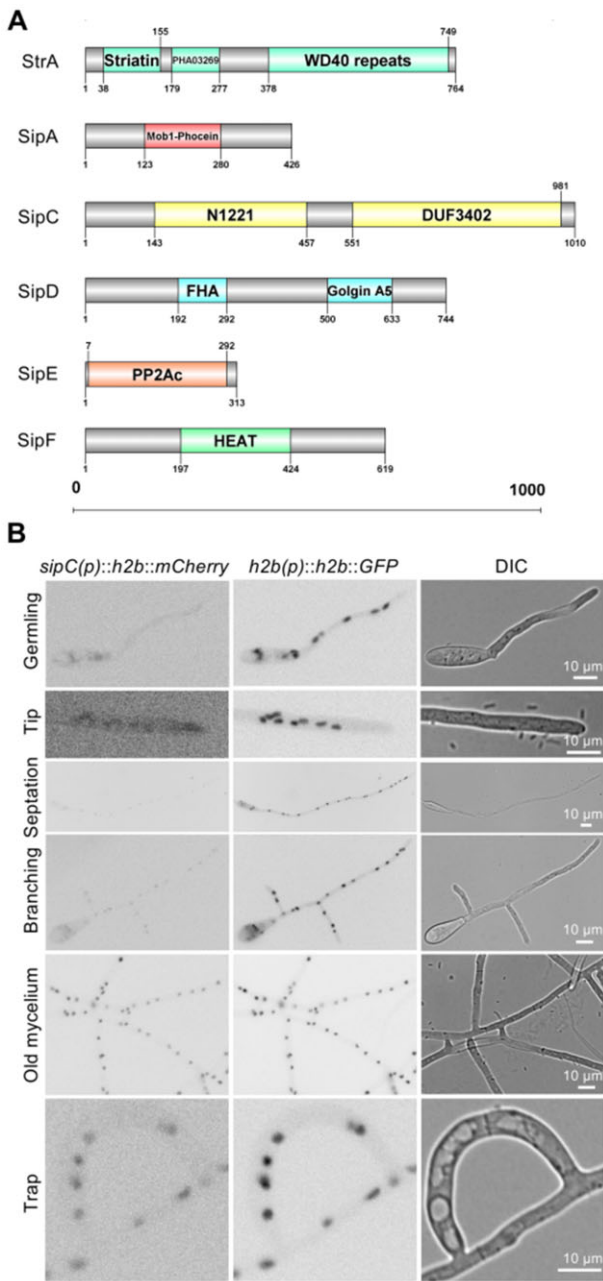 A
StrA
155
749
Striatin
PHA03269
WD40 repeats
1 38 179 277 378 764
SipA
Mob1-Phocein
1 123 280 426
SipC
981
N1221
DUF3402
1 143 457 551 1010
SipD
FHA
Golgin A5
1 192 292 500 633 744
SipE
7 292
PP2Ac
1 313
SipF
HEAT
1 197 424 619
0 1000
B
sipC(p)::h2b::mCherry
h2b(p)::h2b::GFP
DIC
Germling
10 µm
Tip
10 µm
Septation
10 µm
Branching
10 µm
Old mycelium
10 µm
Trap
10 µm